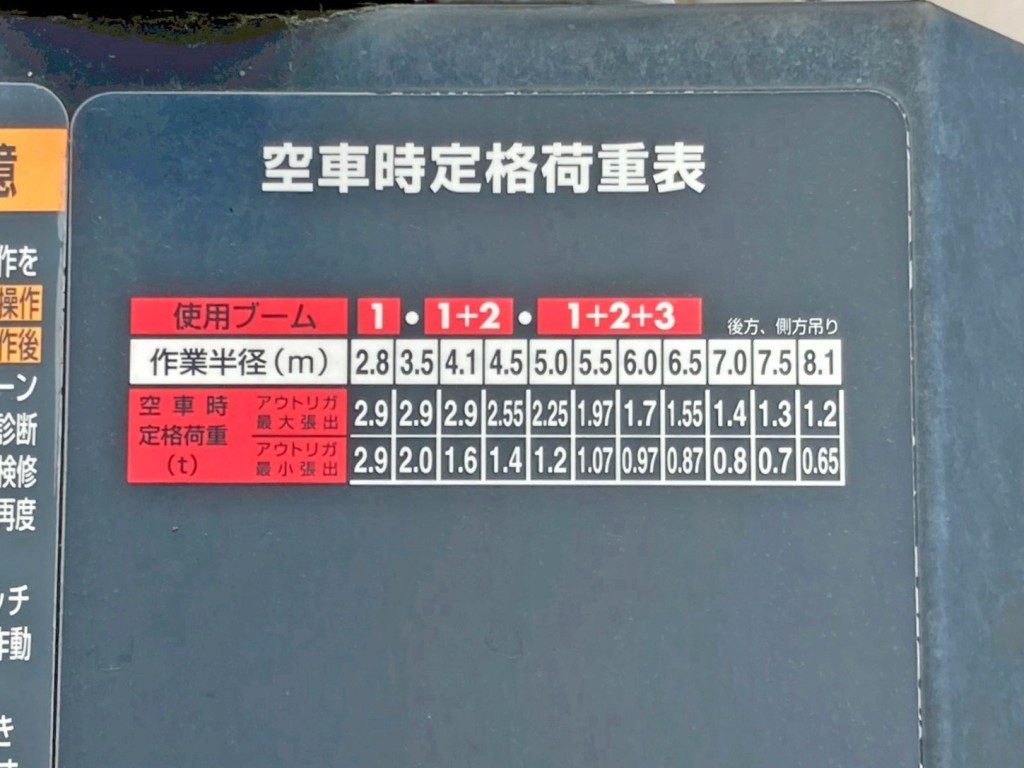 空車時定格荷重表
使用ブーム 1・1+2・1+2+3 後方、側方吊り
作業半径(m) 2.8 3.5 4.1 4.5 5.0 5.5 6.0 6.5 7.0 7.5 8.1
空車時定格荷重(t) アウトリガ最大張出 2.9 2.9 2.9 2.55 2.25 1.97 1.7 1.55 1.4 1.3 1.2
アウトリガ最小張出 2.9 2.0 1.6 1.4 1.2 1.07 0.97 0.87 0.8 0.7 0.65
作を
操作
作後
ーン
診断
検修
再度
ッチ
作動
き